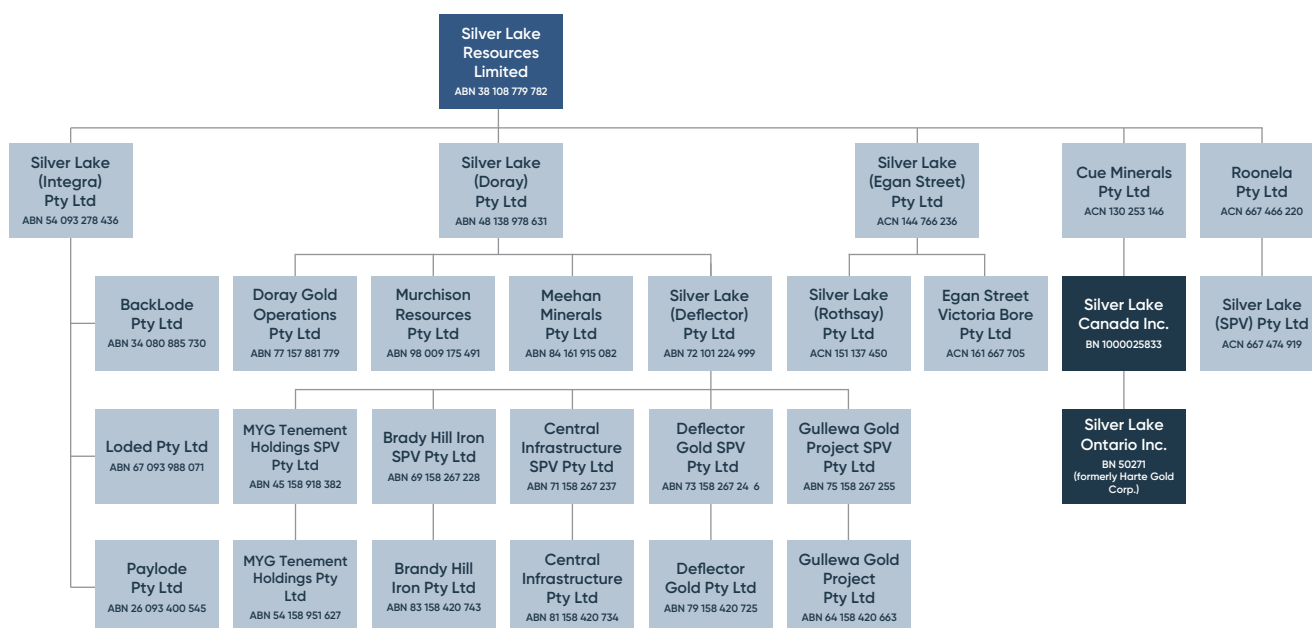 Silver Lake
Resources
Limited
ABN 38 108 779 782
Silver Lake
(Integra)
Pty Ltd
ABN 54 093 278 436
Silver Lake
(Doray)
Pty Ltd
ABN 48 138 978 631
Silver Lake
(Egan Street)
Pty Ltd
ACN 144 766 236
Cue Minerals
Pty Ltd
ACN 130 253 146
Roonela
Pty Ltd
ACN 667 466 220
BackLode
Pty Ltd
ABN 34 080 885 730
Doray Gold
Operations
Pty Ltd
ABN 77 157 881 779
Murchison
Resources
Pty Ltd
ABN 98 009 175 491
Meehan
Minerals
Pty Ltd
ABN 84 161 915 082
Silver Lake
(Deflector)
Pty Ltd
ABN 72 101 224 999
Silver Lake
(Rothsay)
Pty Ltd
ACN 151 137 450
Egan Street
Victoria Bore
Pty Ltd
ACN 161 667 705
Silver Lake
Canada Inc.
BN 1000025833
Silver Lake
(SPV) Pty Ltd
ACN 667 474 919
Loded Pty Ltd
ABN 67 093 988 071
MYG Tenement
Holdings SPV
Pty Ltd
ABN 45 158 918 382
Brady Hill Iron
SPV Pty Ltd
ABN 69 158 267 228
Central
Infrastructure
SPV Pty Ltd
ABN 71 158 267 237
Deflector
Gold SPV
Pty Ltd
ABN 73 158 267 24 6
Gullewa Gold
Project SPV
Pty Ltd
ABN 75 158 267 255
Silver Lake
Ontario Inc.
BN 50271
(formerly Harte Gold
Corp.)
Paylode
Pty Ltd
ABN 26 093 400 545
MYG Tenement
Holdings Pty
Ltd
ABN 54 158 951 627
Brandy Hill
Iron Pty Ltd
ABN 83 158 420 743
Central
Infrastructure
Pty Ltd
ABN 81 158 420 734
Deflector
Gold Pty Ltd
ABN 79 158 420 725
Gullewa Gold
Project
Pty Ltd
ABN 64 158 420 663